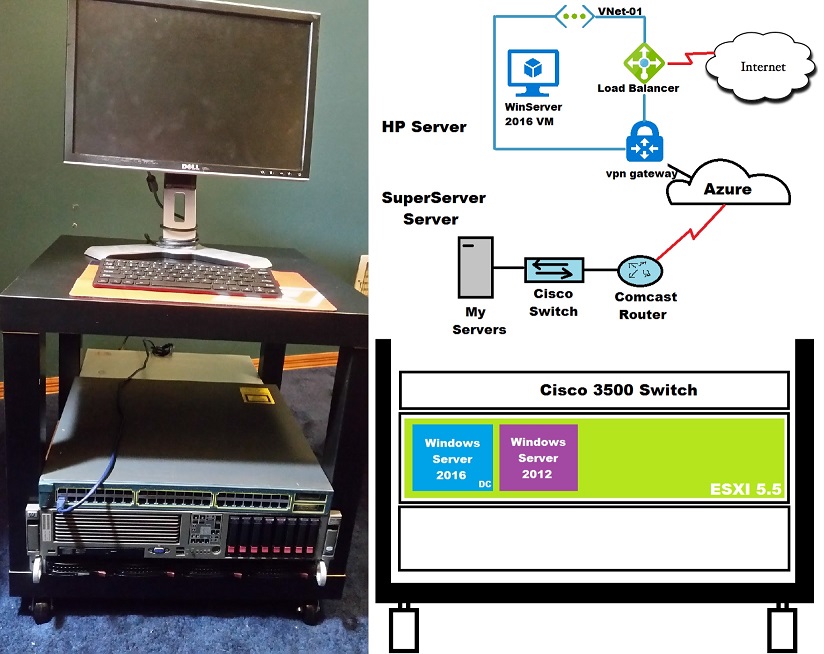 DELL
VNet-01
Internet
Load Balancer
WinServer
2016 VM
HP Server
vpn gateway
Azure
SuperServer
Server
My
Servers
Cisco
Switch
Comcast
Router
Cisco 3500 Switch
Windows
Server
2016
DC
Windows
Server
2012
ESXI 5.5